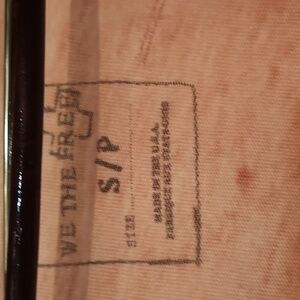 WE THE FREE
S/P
SIZE
MADE IN THE U.S.A.
FABRIQUE AUX ETATS-UNIS